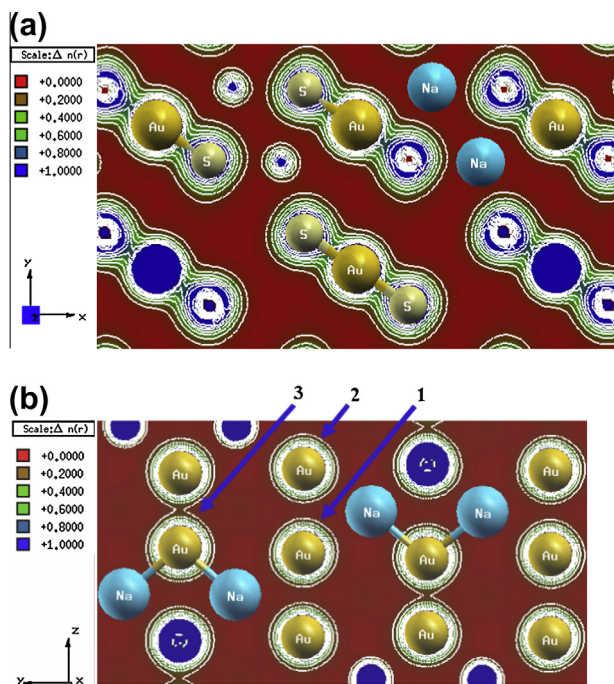 (a)
Scale:Δ n(r)
+0.0000
+0.2000
+0.4000
+0.6000
+0.8000
+1.0000
S Na
Au Au Au
S Na
S
Au
S
Y
Z X
(b)
3 2 1
Scale:Δ n(r)
+0.0000
+0.2000
+0.4000
+0.6000
+0.8000
+1.0000
Au Au Au
Na Na
Au Au Au Au
Na Na
Au Au Au
Z
Y X